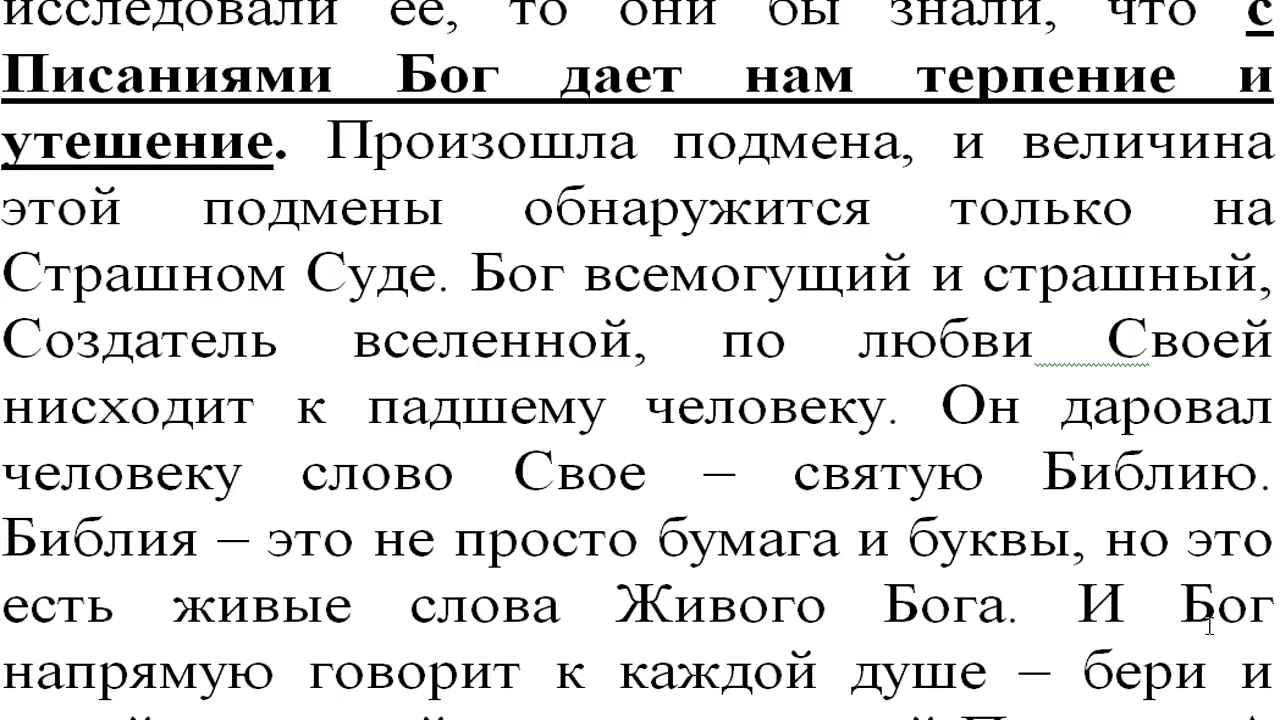 исследовали ее, то они бы знали, что с
Писаниями Бог дает нам терпение и
утешение. Произошла подмена, и величина
этой подмены обнаружится только на
Страшном Суде. Бог всемогущий и страшный,
Создатель вселенной, по любви Своей
нисходит к падшему человеку. Он даровал
человеку слово Свое – святую Библию.
Библия – это не просто бумага и буквы, но это
есть живые слова Живого Бога. И Бог
напрямую говорит к каждой душе – бери и